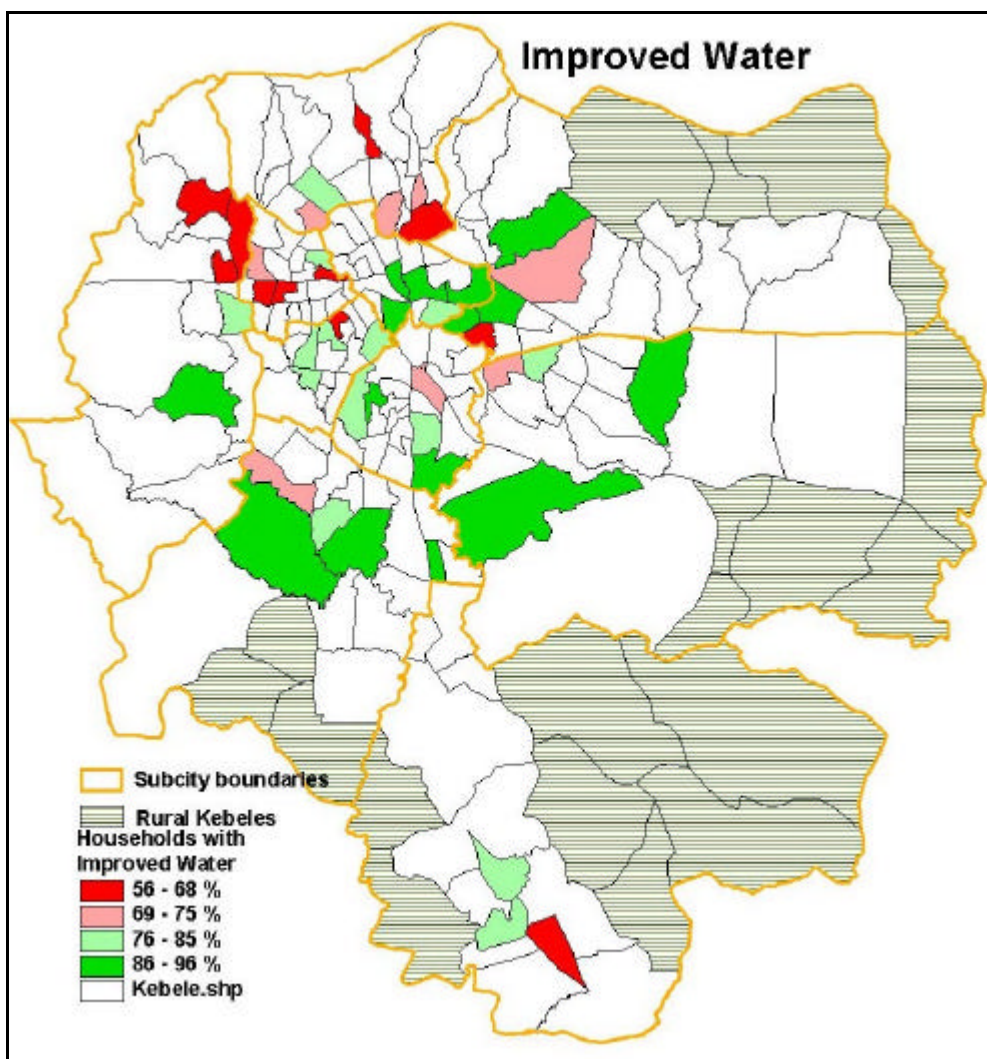 Improved Water
Subcity boundaries
Rural Kebeles
Households with
Improved Water
56 - 68 %
69 - 75 %
76 - 85 %
86 - 96 %
Kebele.shp